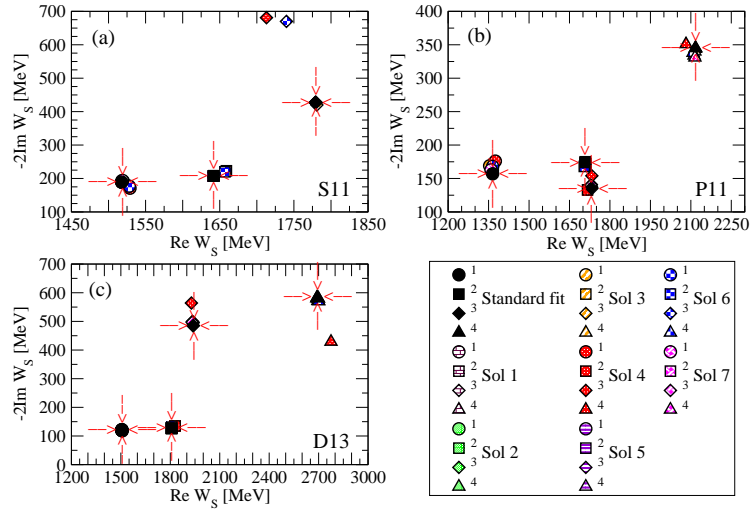 700
600
500
400
300
200
100
-2Im W_S [MeV]
(a)
S11
1450 1550 1650 1750 1850
Re W_S [MeV]
400
350
300
250
200
150
100
-2Im W_S [MeV]
(b)
P11
1200 1500 1800 2100 2400
Re W_S [MeV]
700
600
500
400
300
200
100
0
-2Im W_S [MeV]
(c)
D13
1200 1500 1800 2100 2400 2700 3000
Re W_S [MeV]
1
2 Standard fit
3
4
1
2 Sol 1
3
4
1
2 Sol 2
3
4
1
2 Sol 3
3
4
1
2 Sol 4
3
4
1
2 Sol 5
3
4
1
2 Sol 6
3
4
1
2 Sol 7
3
4